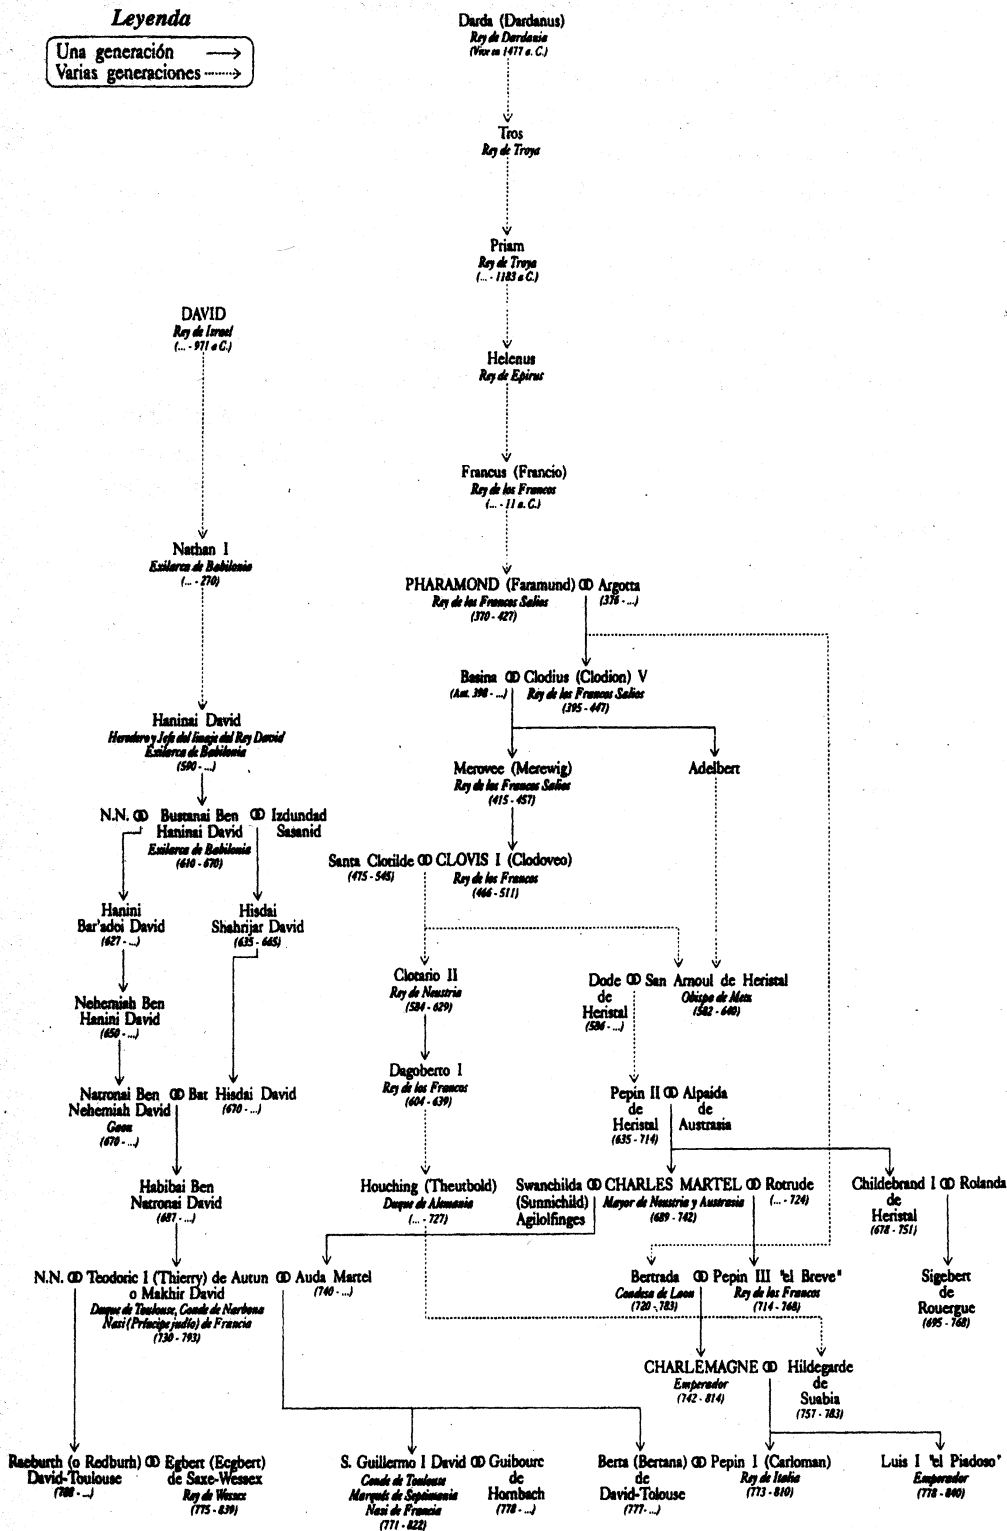 Leyenda
Una generación
Varias generaciones
Darda (Dardanus)
Rey de Dardania
(Vive en 1477 a. C.)
Tros
Rey de Troya
Priam
Rey de Troya
(... - 1183 a C.)
DAVID
Rey de Israel
(... - 971 a C.)
Helenus
Rey de Epirus
Francus (Francio)
Rey de los Francos
(... - 11 a. C.)
Nathan I
Exilarca de Babilonia
(... - 270)
PHARAMOND (Faramund) ꝏ Argotta
Rey de los Francos Salios (376 - ...)
(370 - 427)
Basina ꝏ Clodius (Clodion) V
(Ant. 398 - ...) Rey de los Francos Salios
(395 - 447)
Haninai David
Heredero y Jefe del linaje del Rey David
Exilarca de Babilonia
(590 - ...)
Merovee (Merewig)
Rey de los Francos Salios
(415 - 457)
Adelbert
N.N. ꝏ Bustanai Ben ꝏ Izdundad
Haninai David Sasanid
Exilarca de Babilonia
(610 - 670)
Santa Clotilde ꝏ CLOVIS I (Clodoveo)
(475 - 545) Rey de los Francos
(466 - 511)
Hanini
Bar'adoi David
(627 - ...)
Hisdai
Shahrijar David
(635 - 665)
Clotario II
Rey de Neustria
(584 - 629)
Dode ꝏ San Arnoul de Heristal
de Obispo de Metz
Heristal (582 - 640)
(586 - ...)
Nehemiah Ben
Hanini David
(650 - ...)
Dagoberto I
Rey de los Francos
(604 - 639)
Natronai Ben ꝏ Bat Hisdai David
Nehemiah David (670 - ...)
Gaon
(670 - ...)
Pepin II ꝏ Alpaida
de de
Heristal Austrasia
(635 - 714)
Habibai Ben
Natronai David
(687 - ...)
Houching (Theutbold)
Duque de Alemania
(... - 727)
Swanchilda ꝏ CHARLES MARTEL ꝏ Rotrude
(Sunnichild) Mayor de Neustria y Austrasia (... - 724)
Agilolfinges (689 - 742)
Childebrand I ꝏ Rolanda
de
Heristal
(678 - 751)
N.N. ꝏ Teodoric I (Thierry) de Autun ꝏ Auda Martel
o Makhir David (740 - ...)
Duque de Toulouse, Conde de Narbona
Nasi (Príncipe judío) de Francia
(730 - 793)
Bertrada ꝏ Pepin III "el Breve"
Condesa de Laon Rey de los Francos
(720 - 783) (714 - 768)
Sigebert
de
Rouergue
(695 - 768)
CHARLEMAGNE ꝏ Hildegarde
Emperador de
(742 - 814) Suabia
(757 - 783)
Raeburth (o Redburh) ꝏ Egbert (Ecgbert)
David-Toulouse de Saxe-Wessex
(788 - ...) Rey de Wessex
(775 - 839)
S. Guillermo I David ꝏ Guibourc
Conde de Toulouse de
Marqués de Septimania Hornbach
Nasi de Francia (778 - ...)
(771 - 822)
Berta (Bertana) ꝏ Pepin I (Carloman)
de Rey de Italia
David-Tolouse (773 - 810)
(777 - ...)
Luis I "el Piadoso"
Emperador
(778 - 840)